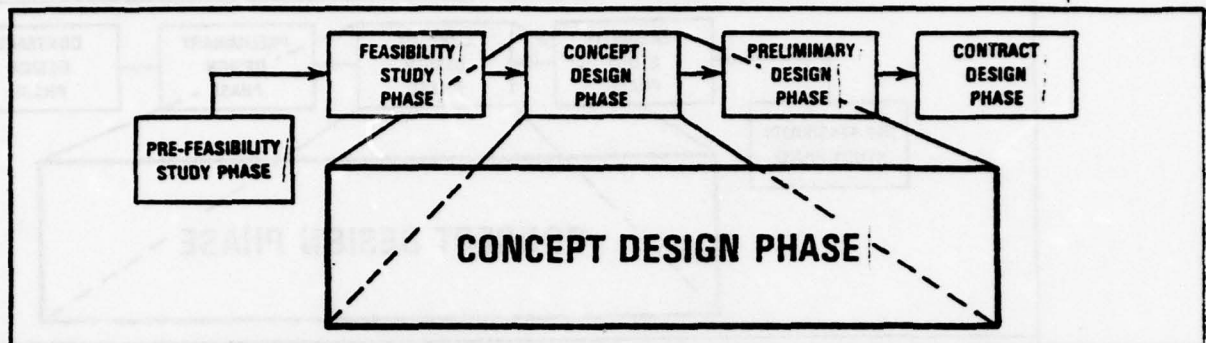 PRE-FEASIBILITY
STUDY PHASE
FEASIBILITY
STUDY
PHASE
CONCEPT
DESIGN
PHASE
PRELIMINARY
DESIGN
PHASE
CONTRACT
DESIGN
PHASE
CONCEPT DESIGN PHASE